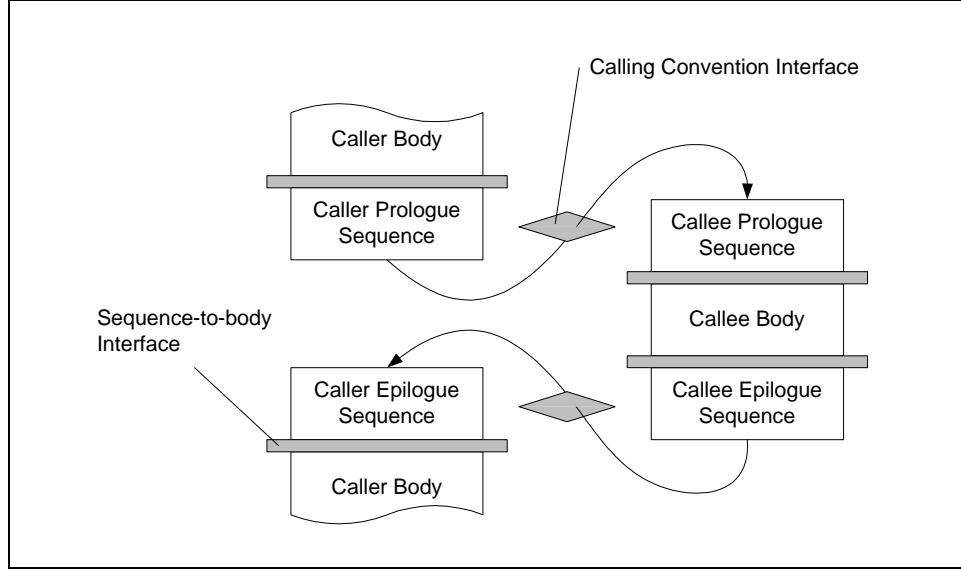 Calling Convention Interface
Caller Body
Caller Prologue
Sequence
Callee Prologue
Sequence
Callee Body
Sequence-to-body
Interface
Caller Epilogue
Sequence
Callee Epilogue
Sequence
Caller Body